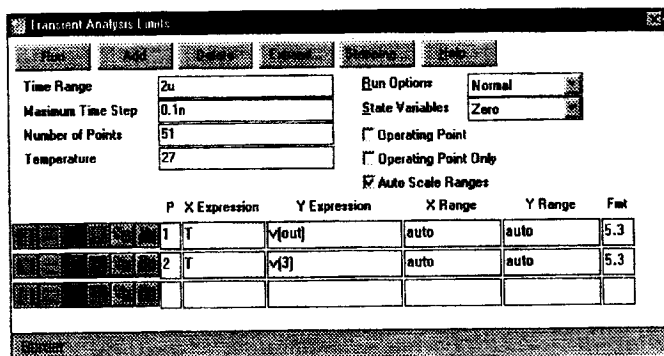 Transient Analysis Limits
Run Add Delete Expand... Stepping... Help...
Time Range 2u Run Options Normal
Maximum Time Step 0.1n State Variables Zero
Number of Points 51 Operating Point
Temperature 27 Operating Point Only
Auto Scale Ranges
P X Expression Y Expression X Range Y Range Fmt
1 T v(out) auto auto 5.3
2 T v(3) auto auto 5.3